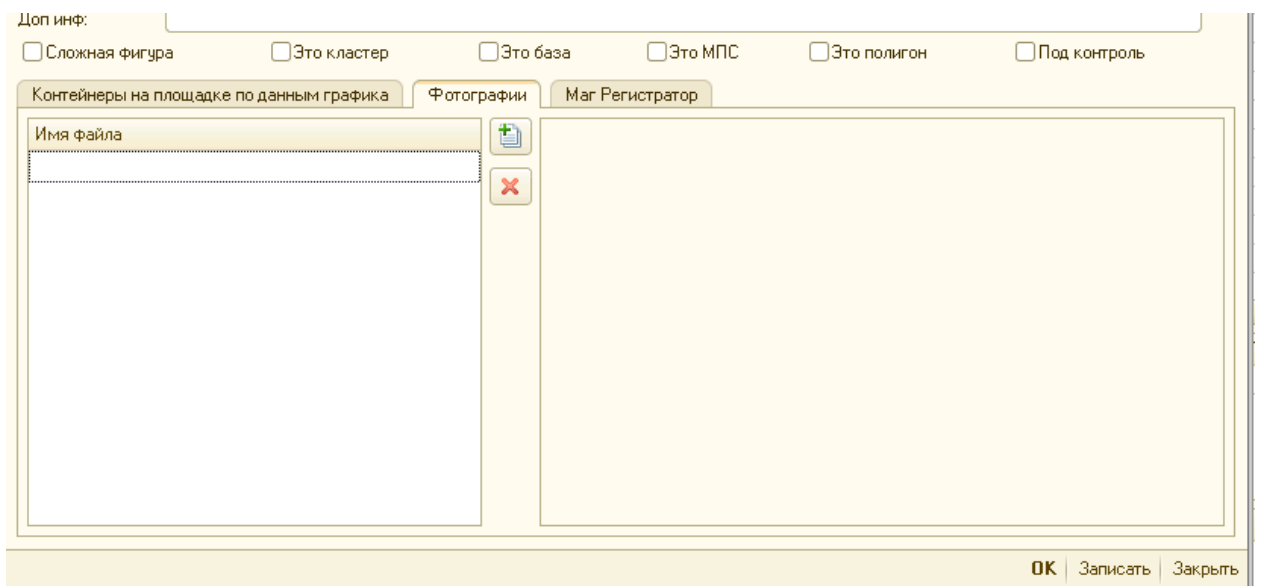 Доп инф:
Сложная фигура Это кластер Это база Это МПС Это полигон Под контроль
Контейнеры на площадке по данным графика Фотографии Маг Регистратор
Имя файла
OK Записать Закрыть